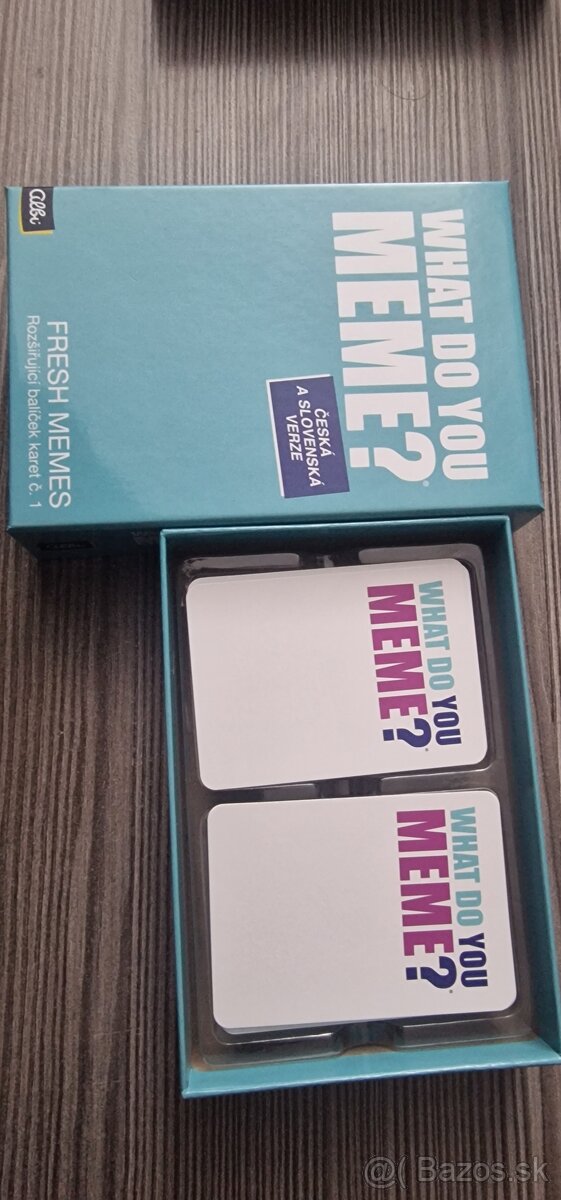 Albi
WHAT DO YOU
MEME?
ČESKÁ
A SLOVENSKÁ
VERZE
FRESH MEMES
Rozšiřující balíček karet č. 1
WHAT DO YOU
MEME?
WHAT DO YOU
MEME?
@( Bazos.sk